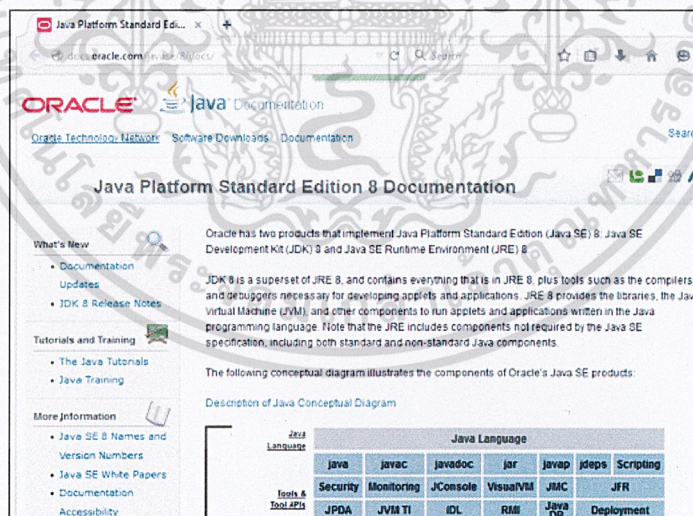 Java Platform Standard Edi... × +
docs.oracle.com/javase/8/docs/
Search
ORACLE Java Documentation
Oracle Technology Network Software Downloads Documentation
Sear
Java Platform Standard Edition 8 Documentation
What's New
• Documentation
Updates
• JDK 8 Release Notes
Tutorials and Training
• The Java Tutorials
• Java Training
More Information
• Java SE 8 Names and
Version Numbers
• Java SE White Papers
• Documentation
Accessibility
Oracle has two products that implement Java Platform Standard Edition (Java SE) 8: Java SE
Development Kit (JDK) 8 and Java SE Runtime Environment (JRE) 8.
JDK 8 is a superset of JRE 8, and contains everything that is in JRE 8, plus tools such as the compilers
and debuggers necessary for developing applets and applications. JRE 8 provides the libraries, the Jav
Virtual Machine (JVM), and other components to run applets and applications written in the Java
programming language. Note that the JRE includes components not required by the Java SE
specification, including both standard and non-standard Java components.
The following conceptual diagram illustrates the components of Oracle's Java SE products:
Description of Java Conceptual Diagram
Java
Language
Java Language
java javac javadoc jar javap jdeps Scripting
Tools &
Tool APIs
Security Monitoring JConsole VisualVM JMC JFR
JPDA JVM TI IDL RMI Java DB Deployment